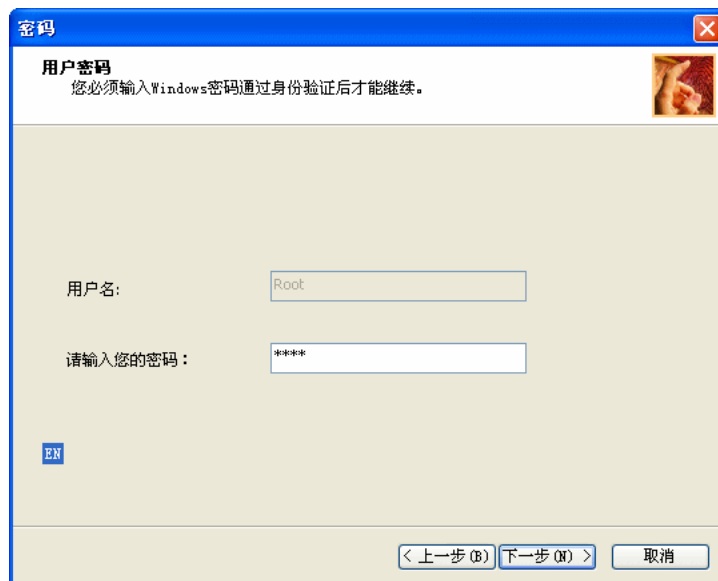 密码
用户密码
您必须输入Windows密码通过身份验证后才能继续。
用户名:
Root
请输入您的密码：
****
EN
< 上一步(B)
下一步(N) >
取消